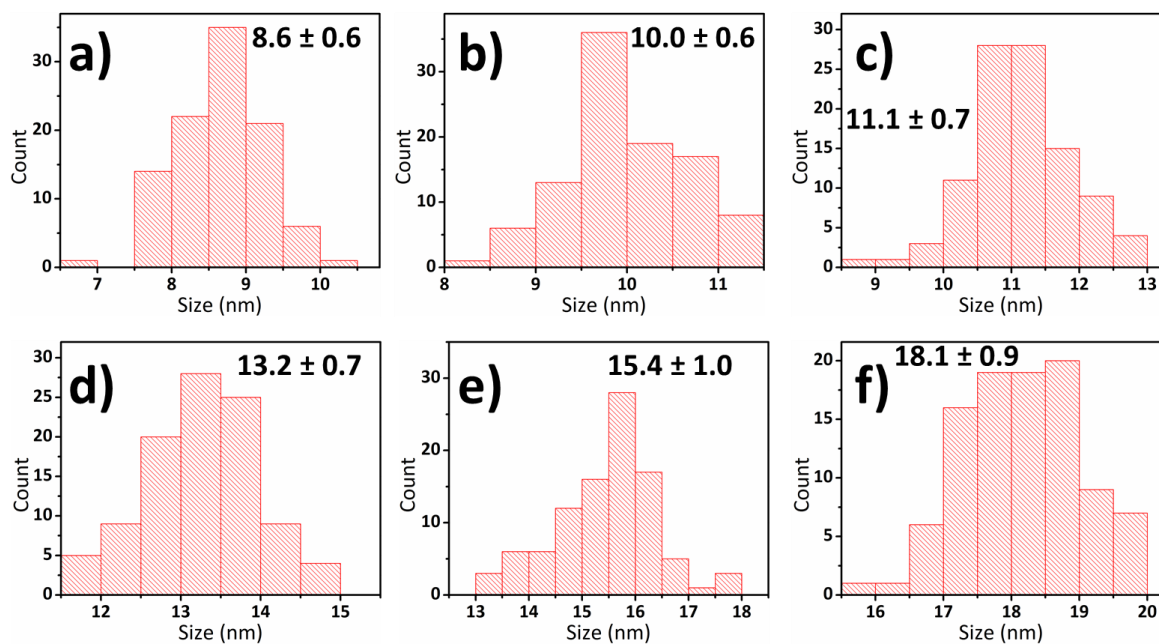 a)
8.6 ± 0.6
Count
30
20
10
0
7 8 9 10
Size (nm)
b)
10.0 ± 0.6
Count
30
20
10
0
8 9 10 11
Size (nm)
c)
11.1 ± 0.7
Count
30
25
20
15
10
5
0
9 10 11 12 13
Size (nm)
d)
13.2 ± 0.7
Count
30
25
20
15
10
5
0
12 13 14 15
Size (nm)
e)
15.4 ± 1.0
Count
30
20
10
0
13 14 15 16 17 18
Size (nm)
f)
18.1 ± 0.9
Count
20
15
10
5
0
16 17 18 19 20
Size (nm)